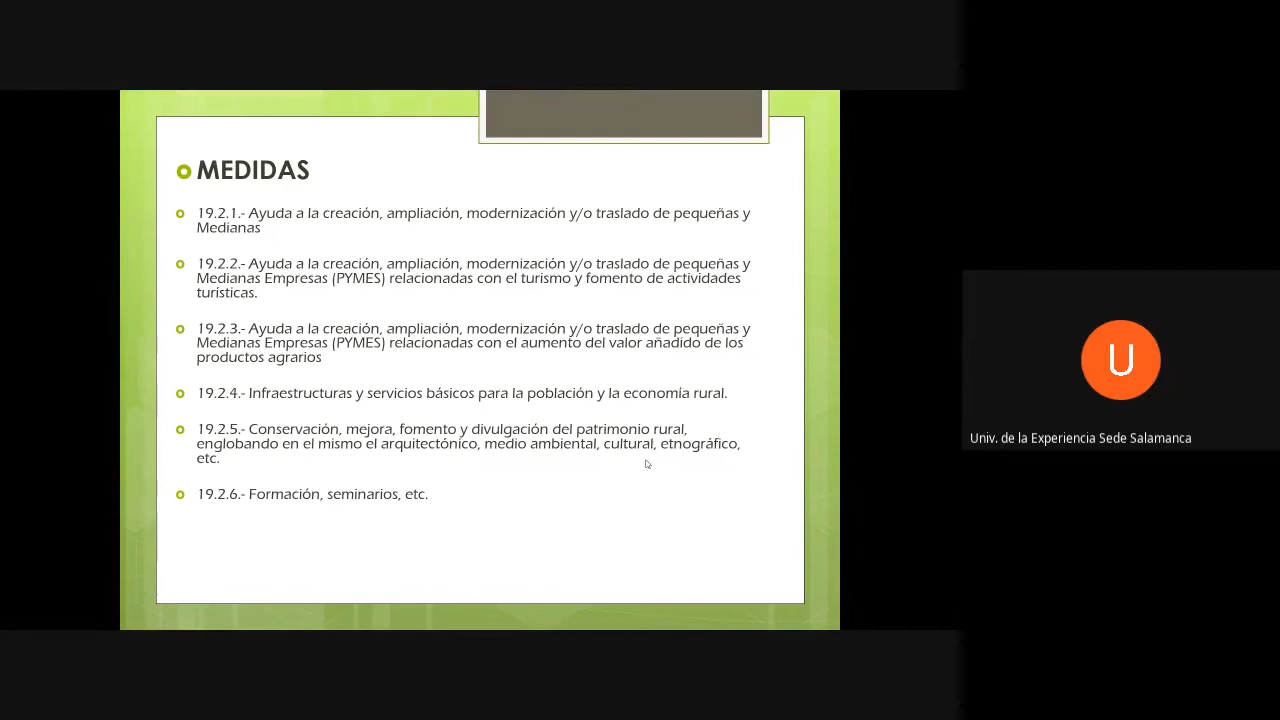 MEDIDAS
19.2.1.- Ayuda a la creación, ampliación, modernización y/o traslado de pequeñas y
Medianas
19.2.2.- Ayuda a la creación, ampliación, modernización y/o traslado de pequeñas y
Medianas Empresas (PYMES) relacionadas con el turismo y fomento de actividades
turísticas.
19.2.3.- Ayuda a la creación, ampliación, modernización y/o traslado de pequeñas y
Medianas Empresas (PYMES) relacionadas con el aumento del valor añadido de los
productos agrarios
19.2.4.- Infraestructuras y servicios básicos para la población y la economía rural.
19.2.5.- Conservación, mejora, fomento y divulgación del patrimonio rural,
englobando en el mismo el arquitectónico, medio ambiental, cultural, etnográfico,
etc.
19.2.6.- Formación, seminarios, etc.
U
Univ. de la Experiencia Sede Salamanca